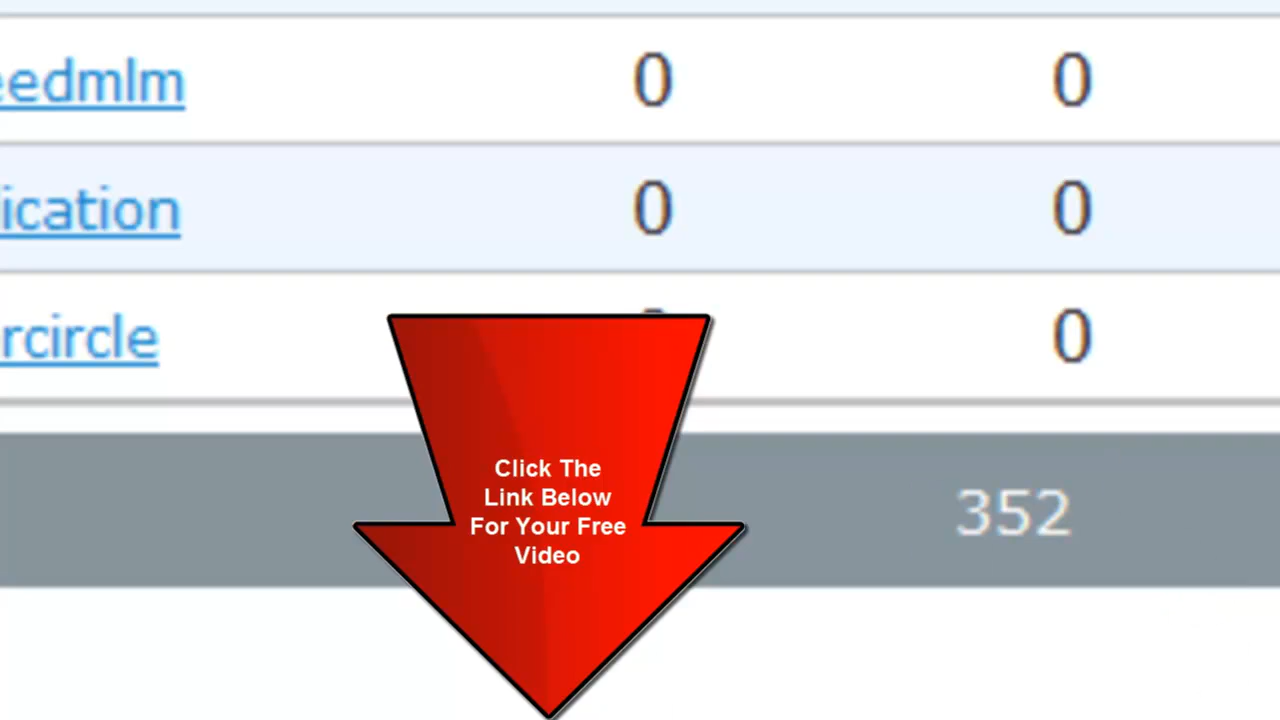 eedmlm 0 0
ication 0 0
rcircle 0
Click The
Link Below
For Your Free
Video
352